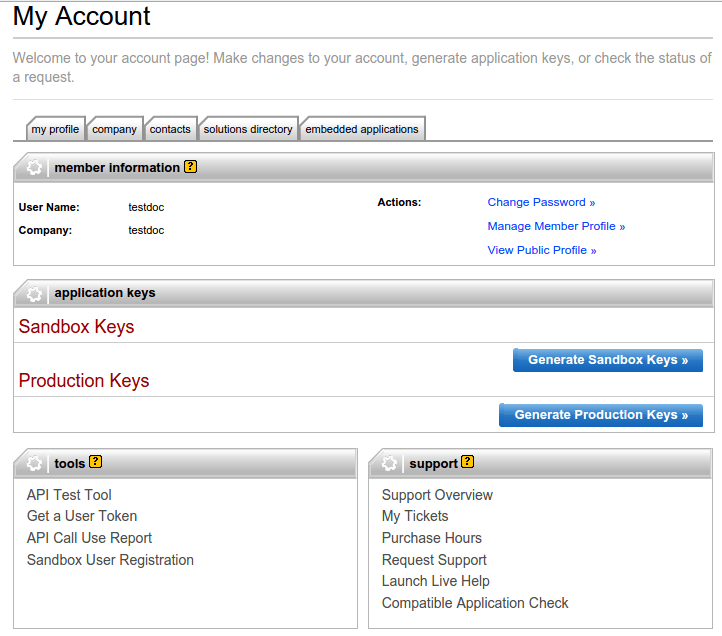 My Account
Welcome to your account page! Make changes to your account, generate application keys, or check the status of
a request.
my profile
company
contacts
solutions directory
embedded applications
member information ?
User Name: testdoc
Company: testdoc
Actions: Change Password »
Manage Member Profile »
View Public Profile »
application keys
Sandbox Keys
Generate Sandbox Keys »
Production Keys
Generate Production Keys »
tools ?
API Test Tool
Get a User Token
API Call Use Report
Sandbox User Registration
support ?
Support Overview
My Tickets
Purchase Hours
Request Support
Launch Live Help
Compatible Application Check